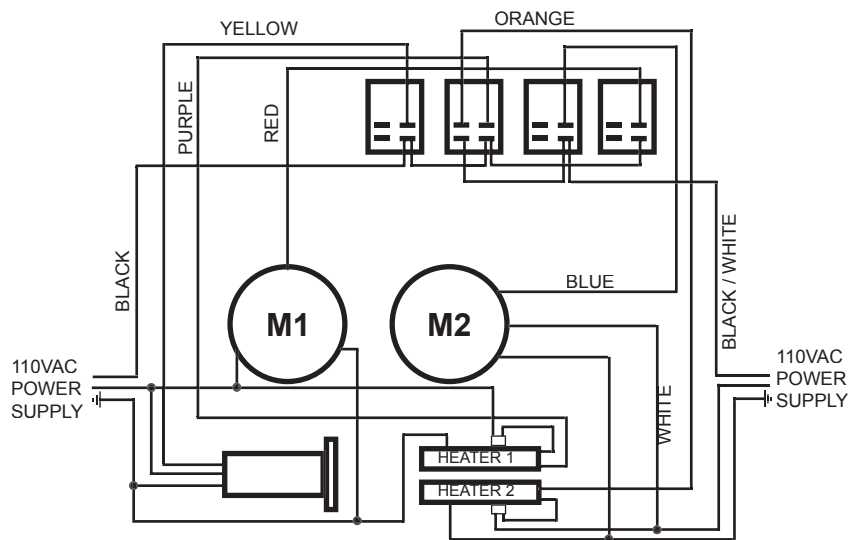 ORANGE
YELLOW
PURPLE
RED
BLACK
M1
M2
BLUE
BLACK / WHITE
110VAC
POWER
SUPPLY
110VAC
POWER
SUPPLY
WHITE
HEATER 1
HEATER 2